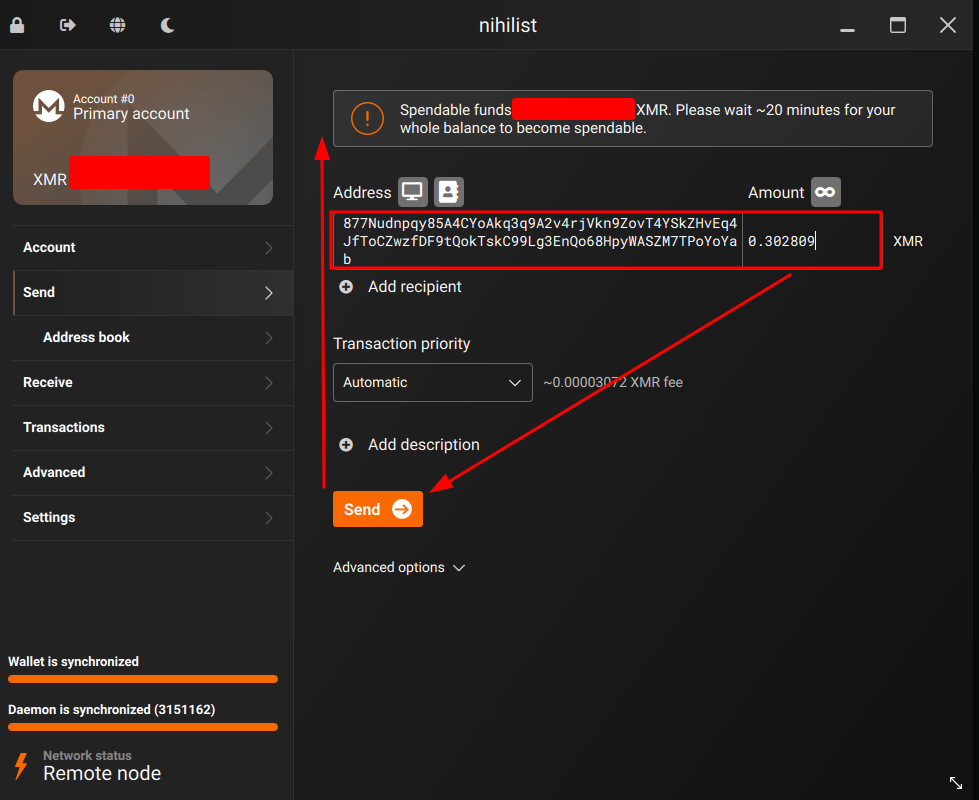 nihilist
Account #0
Primary account
XMR
Account
Send
Address book
Receive
Transactions
Advanced
Settings
Wallet is synchronized
Daemon is synchronized (3151162)
Network status
Remote node
Spendable funds XMR. Please wait ~20 minutes for your
whole balance to become spendable.
Address
Amount
877Nudnpqy85A4CYoAkq3q9A2v4rjVkn9ZovT4YSkZHvEq4
JfToCZwzfDF9tQokTskC99Lg3EnQo68HpyWASZM7TPoYoYa
b
0.302809
XMR
Add recipient
Transaction priority
Automatic
~0.00003072 XMR fee
Add description
Send
Advanced options